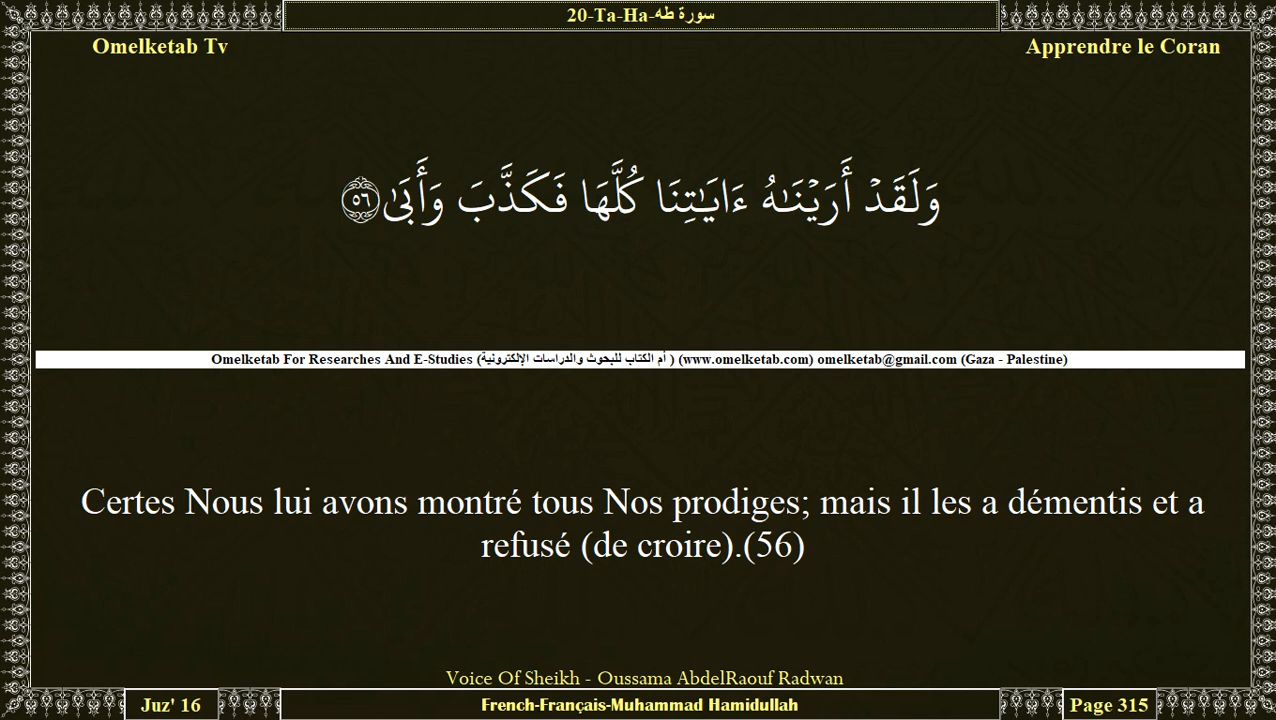 20-Ta-Ha-سورة طه
Omelketab Tv
Apprendre le Coran
وَلَقَدۡ أَرَيۡنَٰهُ ءَايَٰتِنَا كُلَّهَا فَكَذَّبَ وَأَبَىٰ ٥٦
Omelketab For Researches And E-Studies (أم الكتاب للبحوث والدراسات الإلكترونية ) (www.omelketab.com) omelketab@gmail.com (Gaza - Palestine)
Certes Nous lui avons montré tous Nos prodiges; mais il les a démentis et a
refusé (de croire).(56)
Voice Of Sheikh - Oussama AbdelRaouf Radwan
Juz' 16
French-Français-Muhammad Hamidullah
Page 315